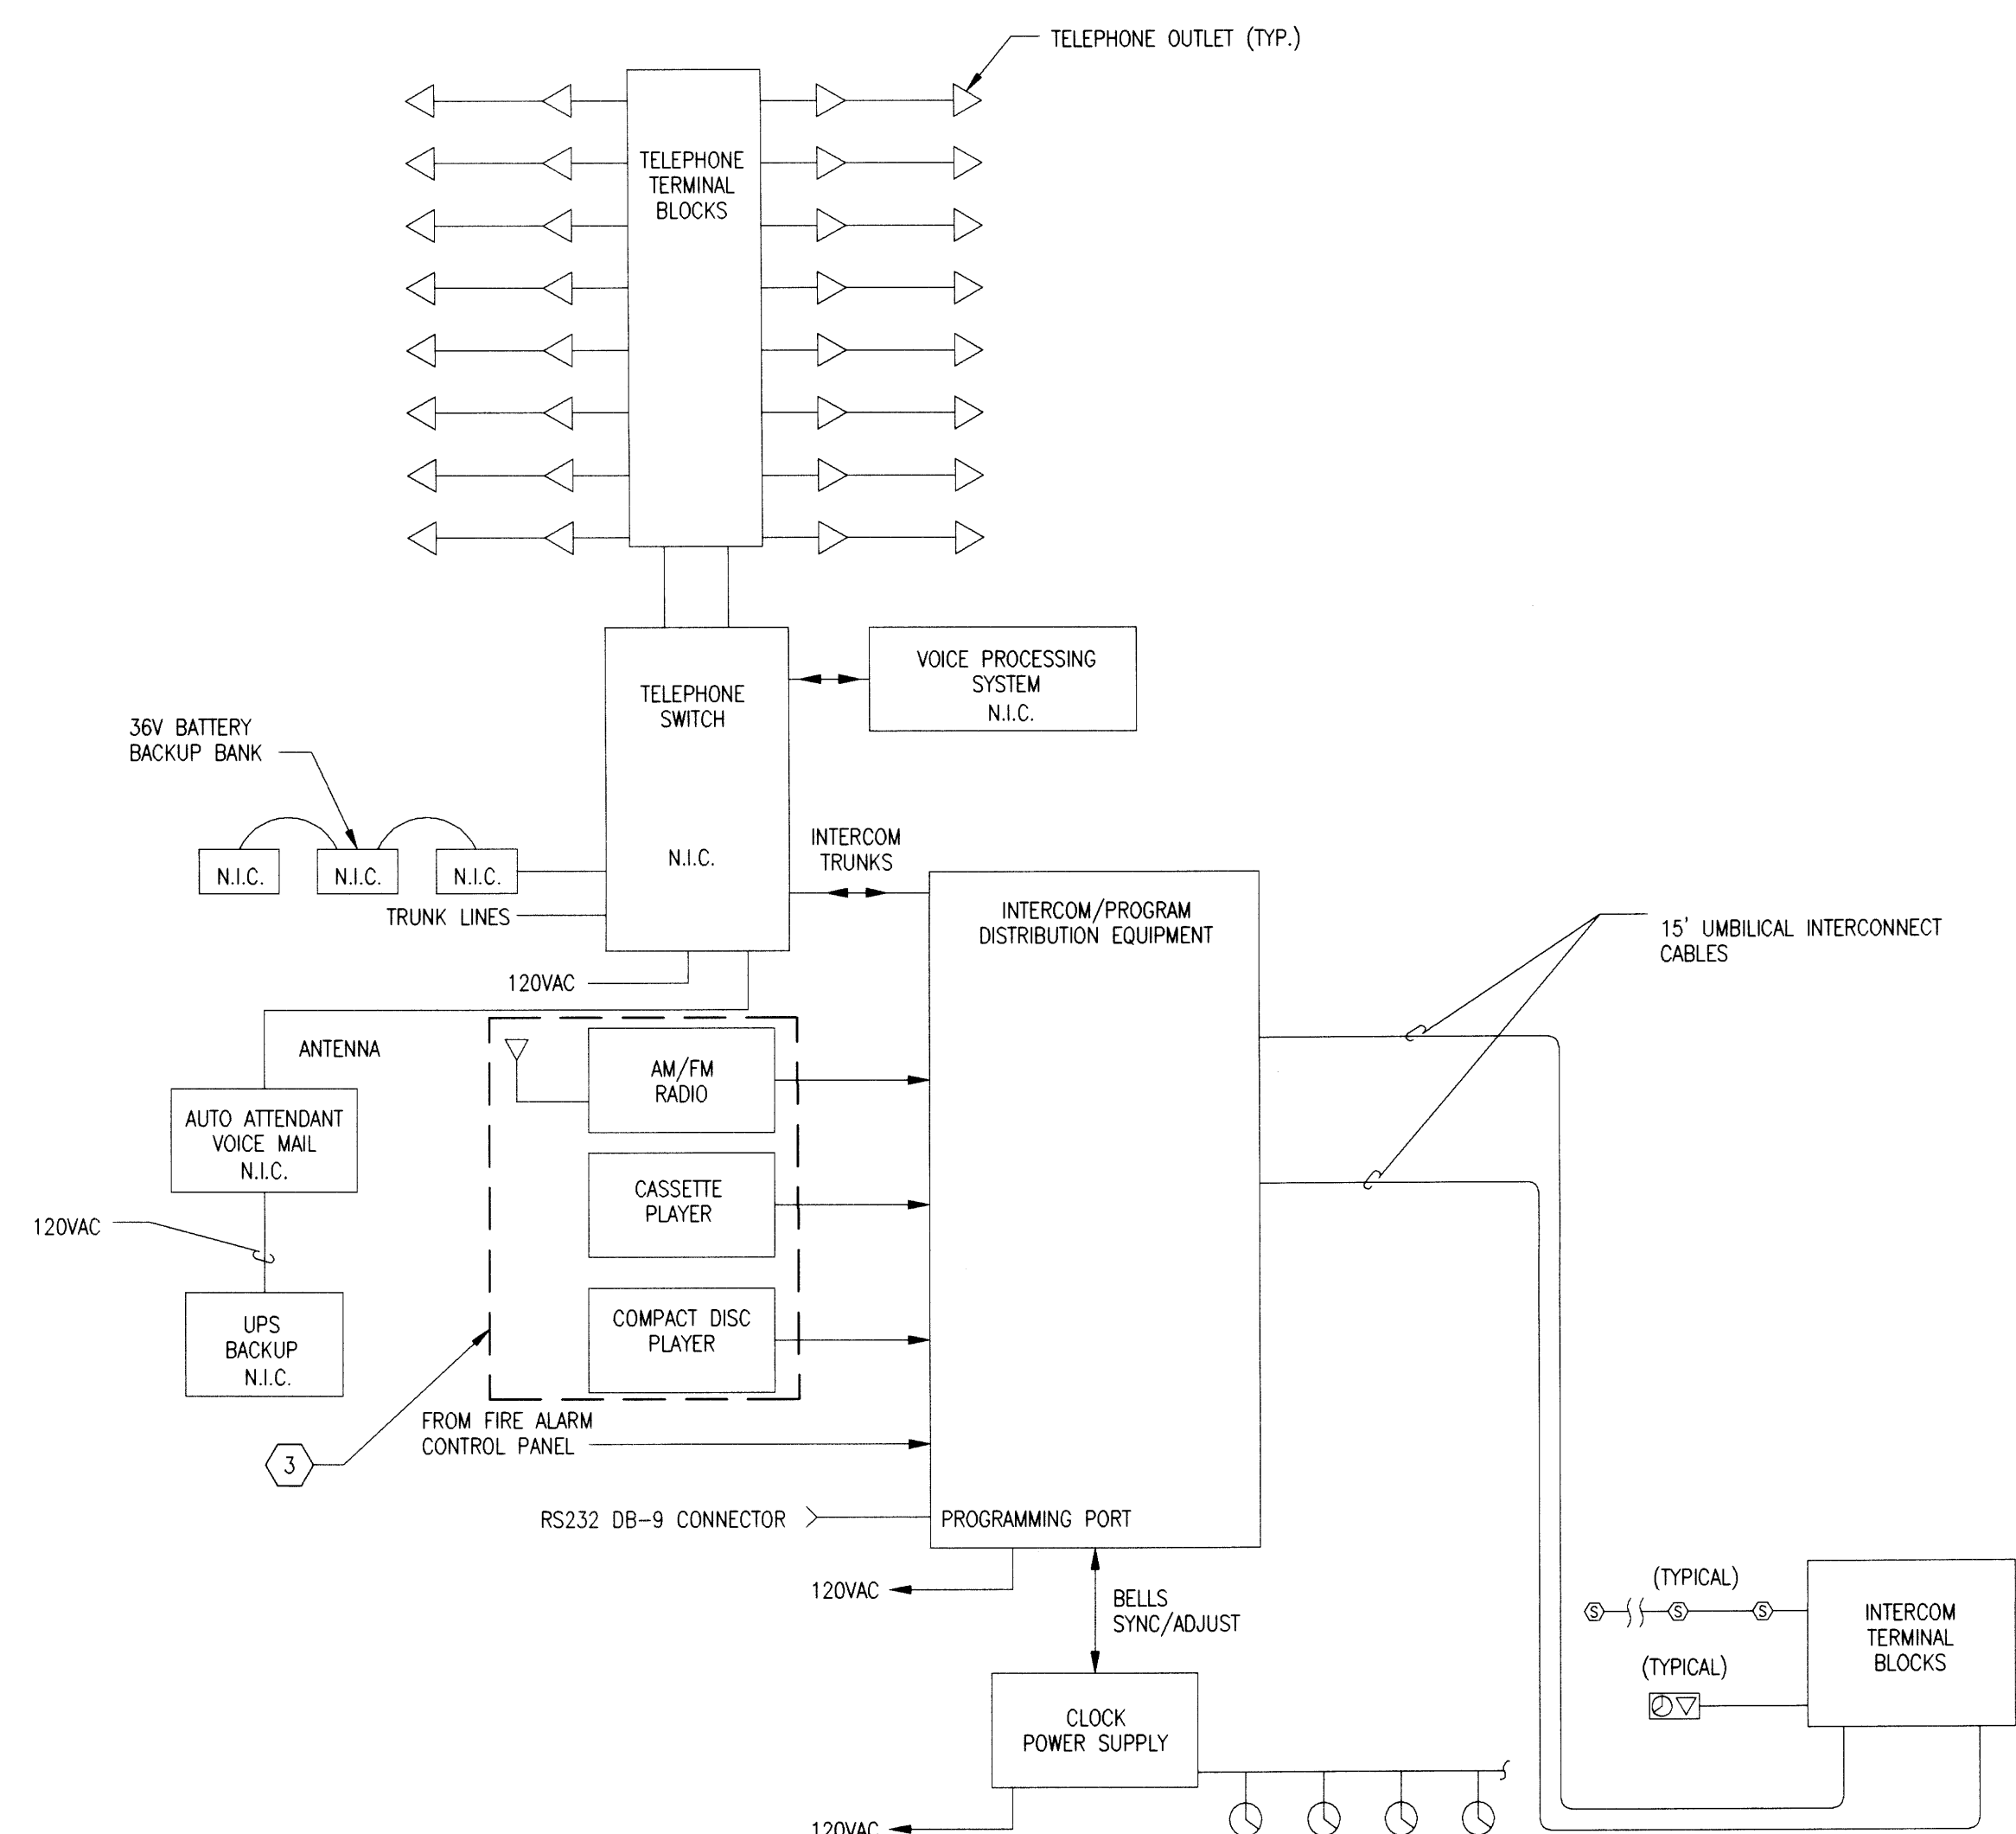 TELEPHONE OUTLET (TYP.)
TELEPHONE
TERMINAL
BLOCKS
VOICE PROCESSING
SYSTEM
N.I.C.
TELEPHONE
SWITCH
N.I.C.
36V BATTERY
BACKUP BANK
N.I.C.
N.I.C.
N.I.C.
TRUNK LINES
INTERCOM
TRUNKS
INTERCOM/PROGRAM
DISTRIBUTION EQUIPMENT
15' UMBILICAL INTERCONNECT
CABLES
120VAC
ANTENNA
AM/FM
RADIO
AUTO ATTENDANT
VOICE MAIL
N.I.C.
CASSETTE
PLAYER
120VAC
UPS
BACKUP
N.I.C.
COMPACT DISC
PLAYER
FROM FIRE ALARM
CONTROL PANEL
3
RS232 DB-9 CONNECTOR
PROGRAMMING PORT
120VAC
BELLS
SYNC/ADJUST
(TYPICAL)
S
S
S
INTERCOM
TERMINAL
BLOCKS
(TYPICAL)
CLOCK
POWER SUPPLY
120VAC